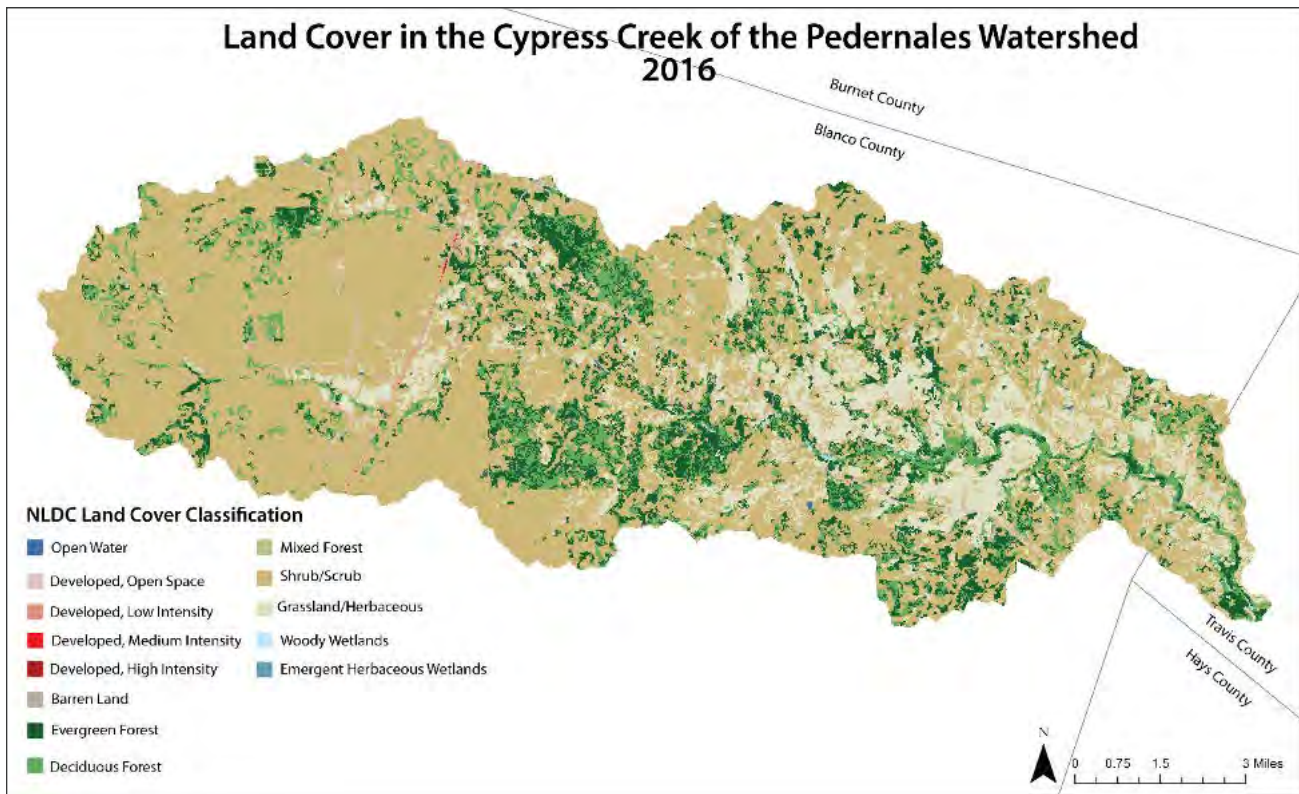 Land Cover in the Cypress Creek of the Pedernales Watershed
2016
Burnet County
Blanco County
NLDC Land Cover Classification
Open Water
Developed, Open Space
Developed, Low Intensity
Developed, Medium Intensity
Developed, High Intensity
Barren Land
Evergreen Forest
Deciduous Forest
Mixed Forest
Shrub/Scrub
Grassland/Herbaceous
Woody Wetlands
Emergent Herbaceous Wetlands
Travis County
Hays County
N
0 0.75 1.5 3 Miles